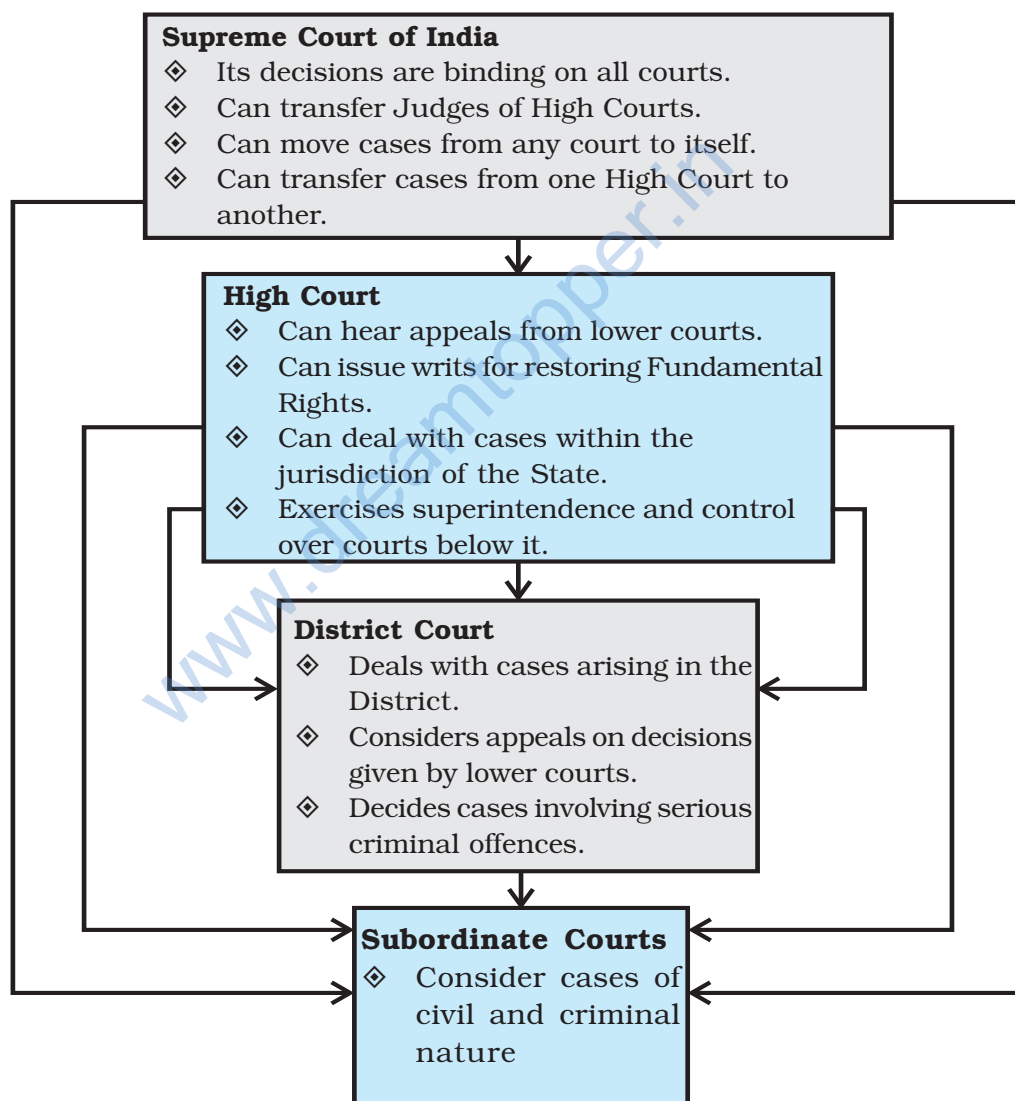 Supreme Court of India
◈ Its decisions are binding on all courts.
◈ Can transfer Judges of High Courts.
◈ Can move cases from any court to itself.
◈ Can transfer cases from one High Court to
another.
High Court
◈ Can hear appeals from lower courts.
◈ Can issue writs for restoring Fundamental
Rights.
◈ Can deal with cases within the
jurisdiction of the State.
◈ Exercises superintendence and control
over courts below it.
District Court
◈ Deals with cases arising in the
District.
◈ Considers appeals on decisions
given by lower courts.
◈ Decides cases involving serious
criminal offences.
Subordinate Courts
◈ Consider cases of
civil and criminal
nature
www.dreamtopper.in